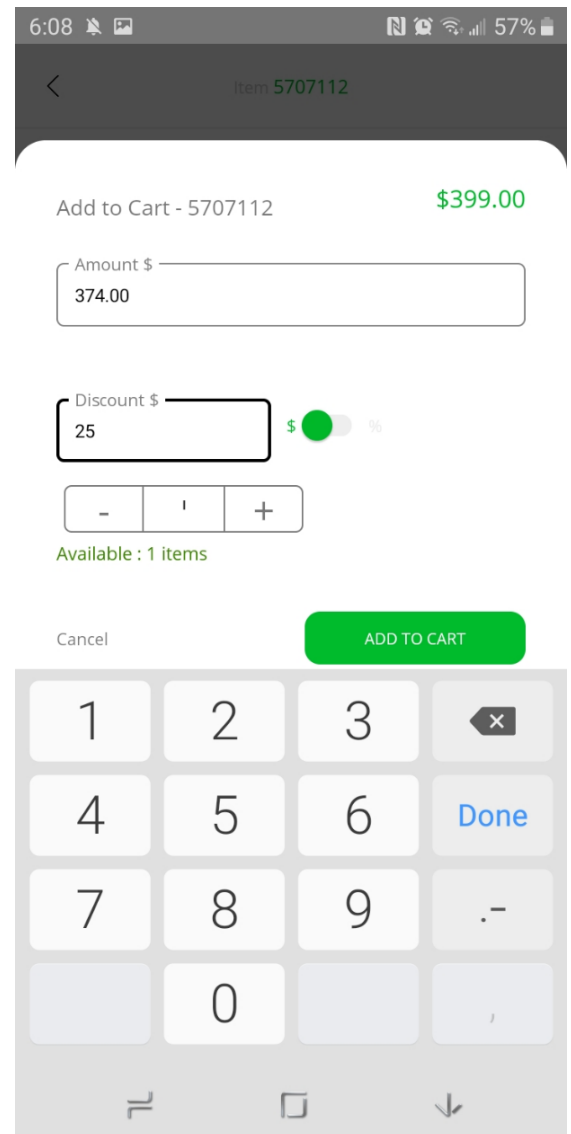 6:08 57%
Item 5707112
Add to Cart - 5707112 $399.00
Amount $
374.00
Discount $
25
$ %
- +
Available : 1 items
Cancel ADD TO CART
1 2 3
4 5 6 Done
7 8 9 .-
0 ,